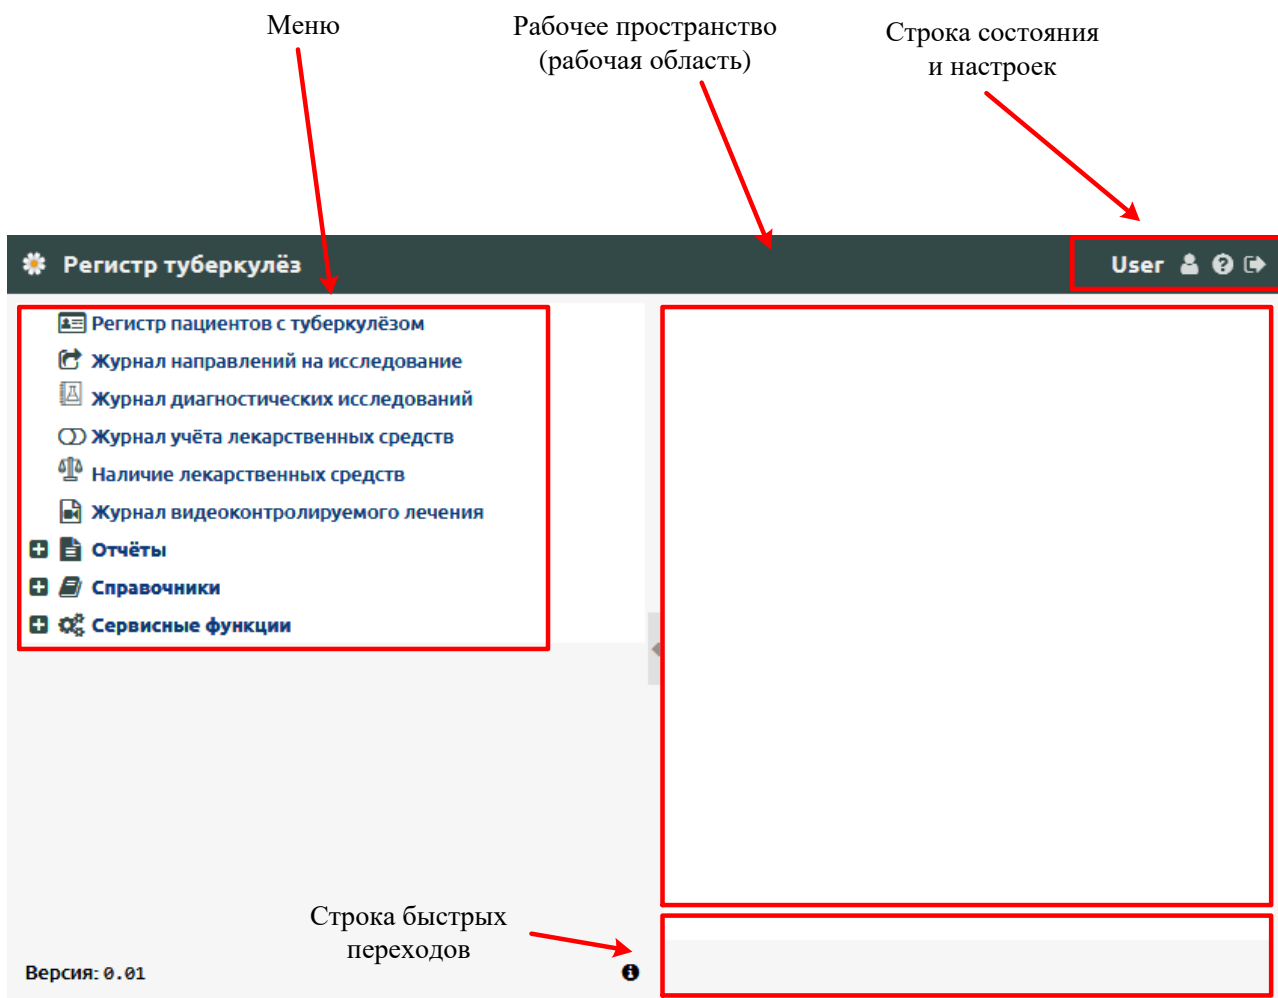 Меню
Рабочее пространство
(рабочая область)
Строка состояния
и настроек
Регистр туберкулёз
User
Регистр пациентов с туберкулёзом
Журнал направлений на исследование
Журнал диагностических исследований
Журнал учёта лекарственных средств
Наличие лекарственных средств
Журнал видеоконтролируемого лечения
Отчёты
Справочники
Сервисные функции
Строка быстрых
переходов
Версия: 0.01